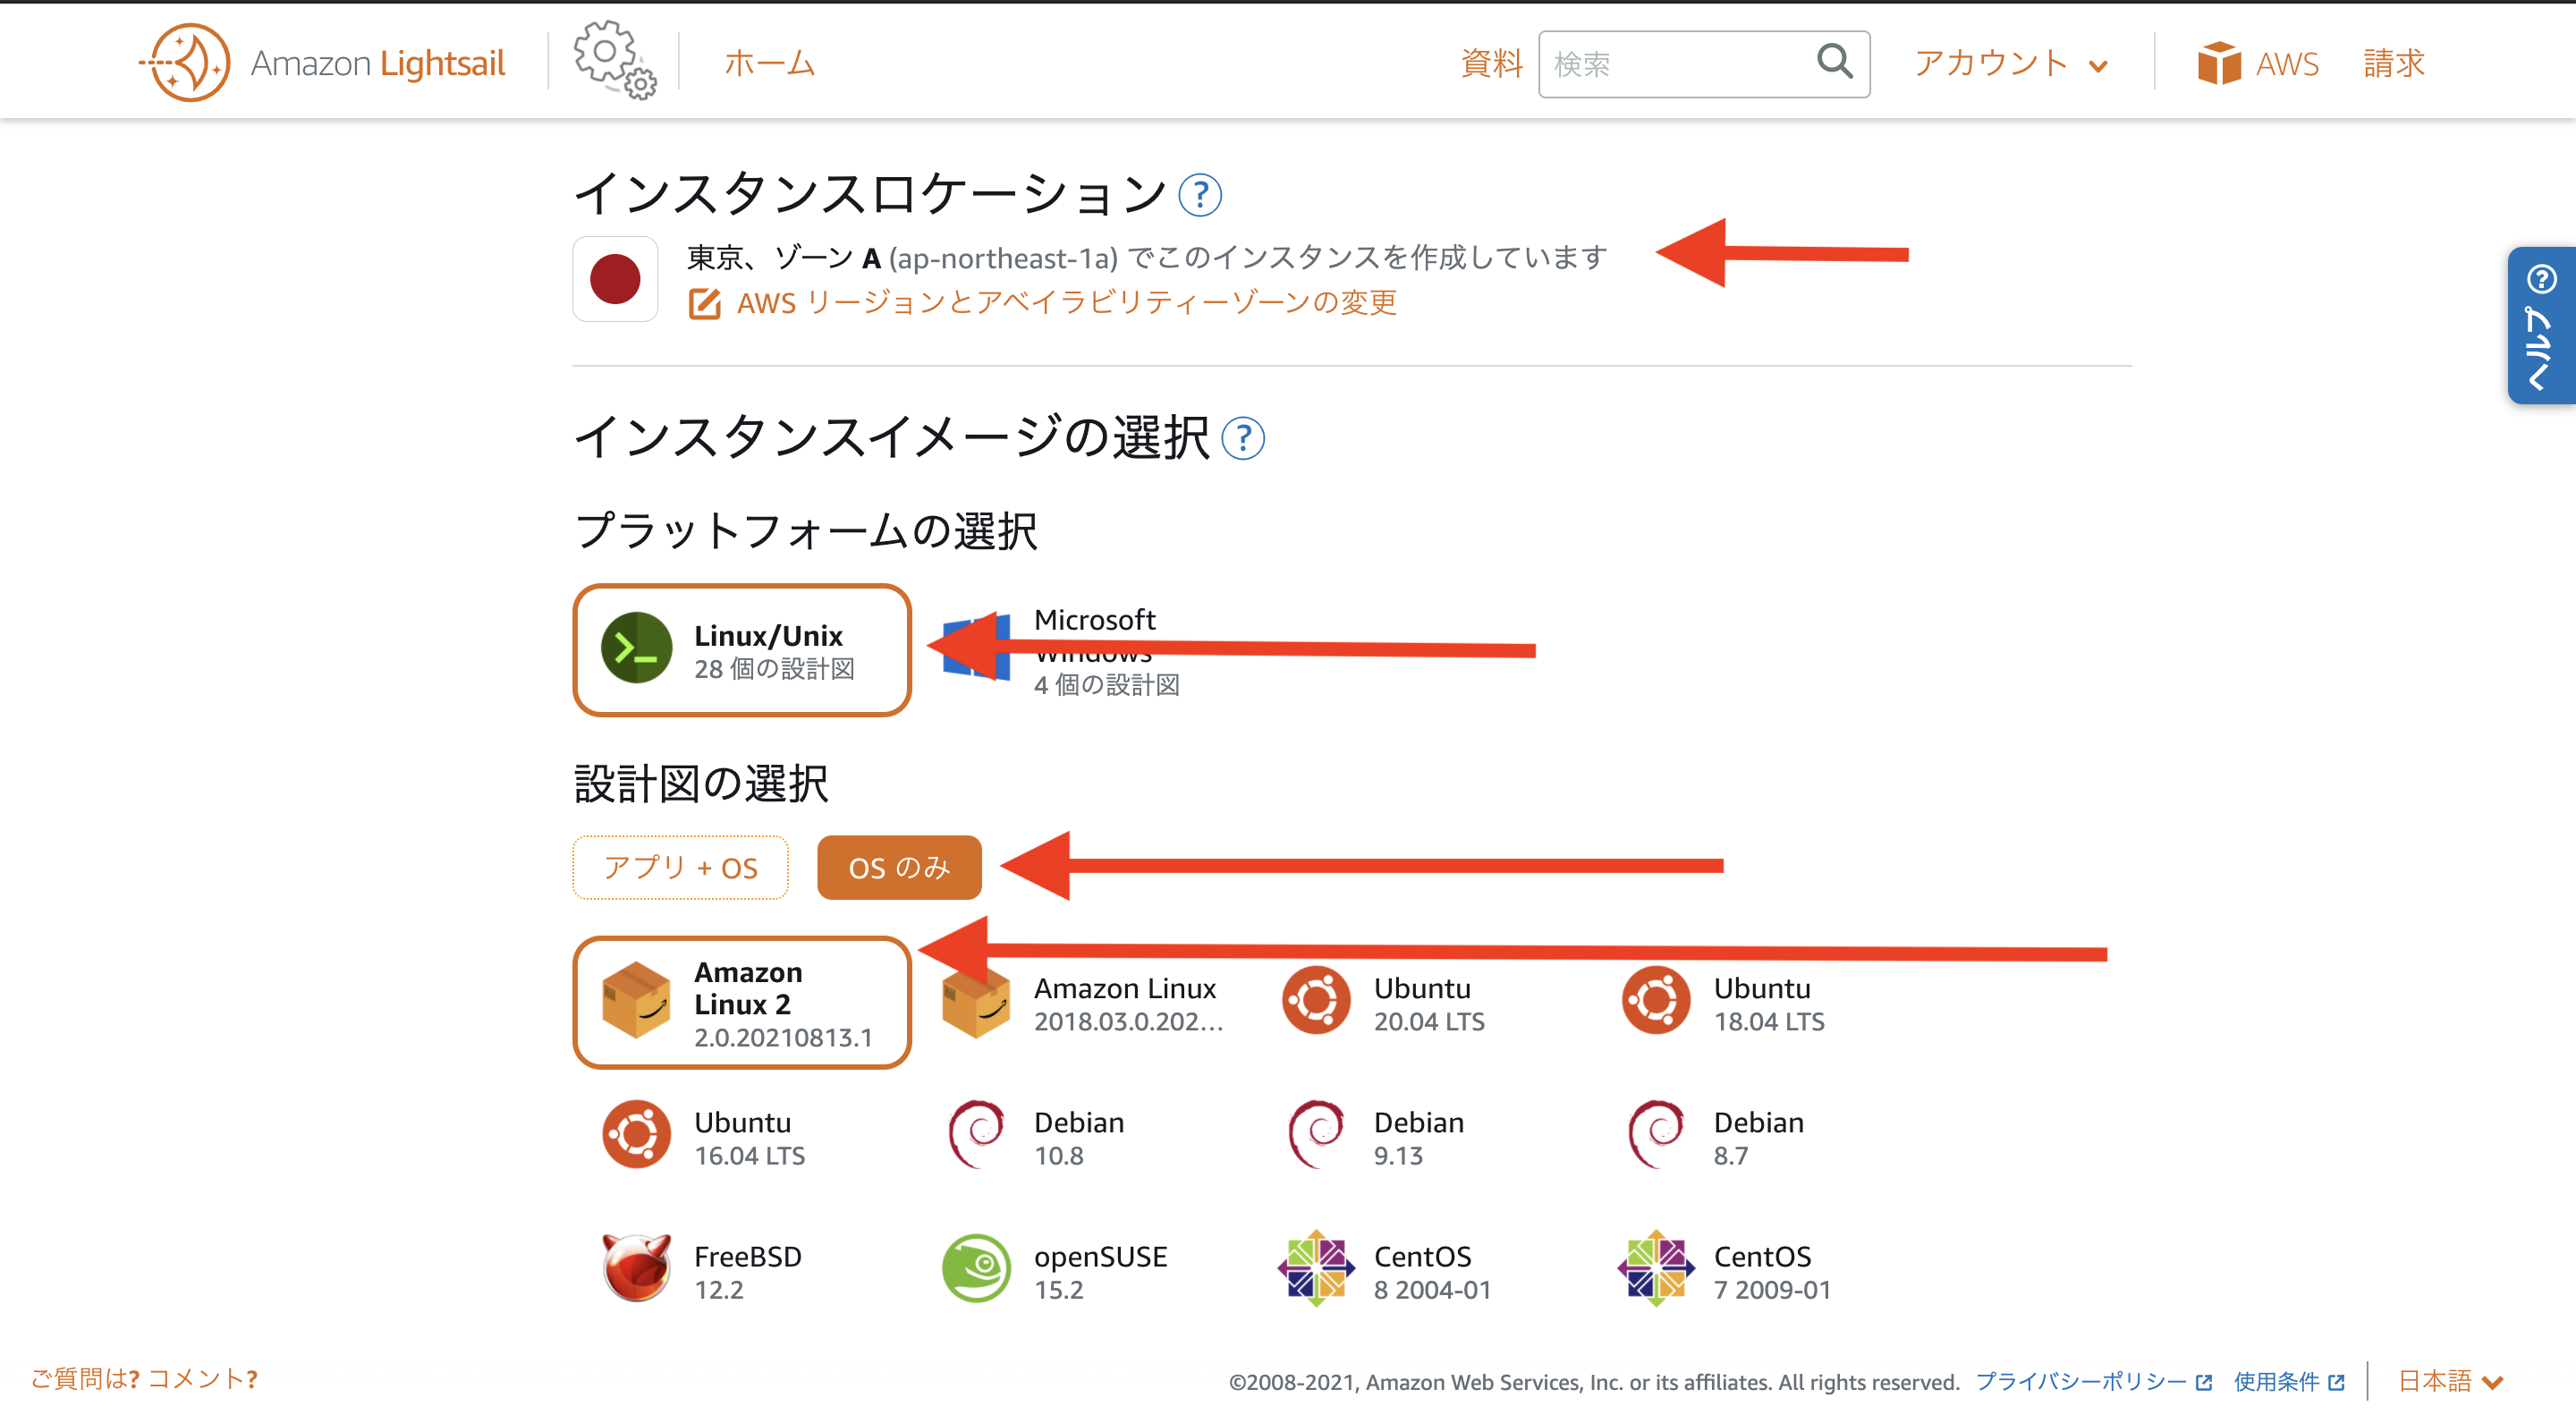 Amazon Lightsail
ホーム
資料
検索
アカウント
AWS
請求
インスタンスロケーション ?
東京、ゾーン A (ap-northeast-1a) でこのインスタンスを作成しています
AWS リージョンとアベイラビリティーゾーンの変更
? ヘルプ
インスタンスイメージの選択 ?
プラットフォームの選択
Linux/Unix
28 個の設計図
Microsoft
Windows
4 個の設計図
設計図の選択
アプリ + OS
OS のみ
Amazon
Linux 2
2.0.20210813.1
Amazon Linux
2018.03.0.202...
Ubuntu
20.04 LTS
Ubuntu
18.04 LTS
Ubuntu
16.04 LTS
Debian
10.8
Debian
9.13
Debian
8.7
FreeBSD
12.2
openSUSE
15.2
CentOS
8 2004-01
CentOS
7 2009-01
ご質問は? コメント?
©2008-2021, Amazon Web Services, Inc. or its affiliates. All rights reserved.
プライバシーポリシー
使用条件
日本語